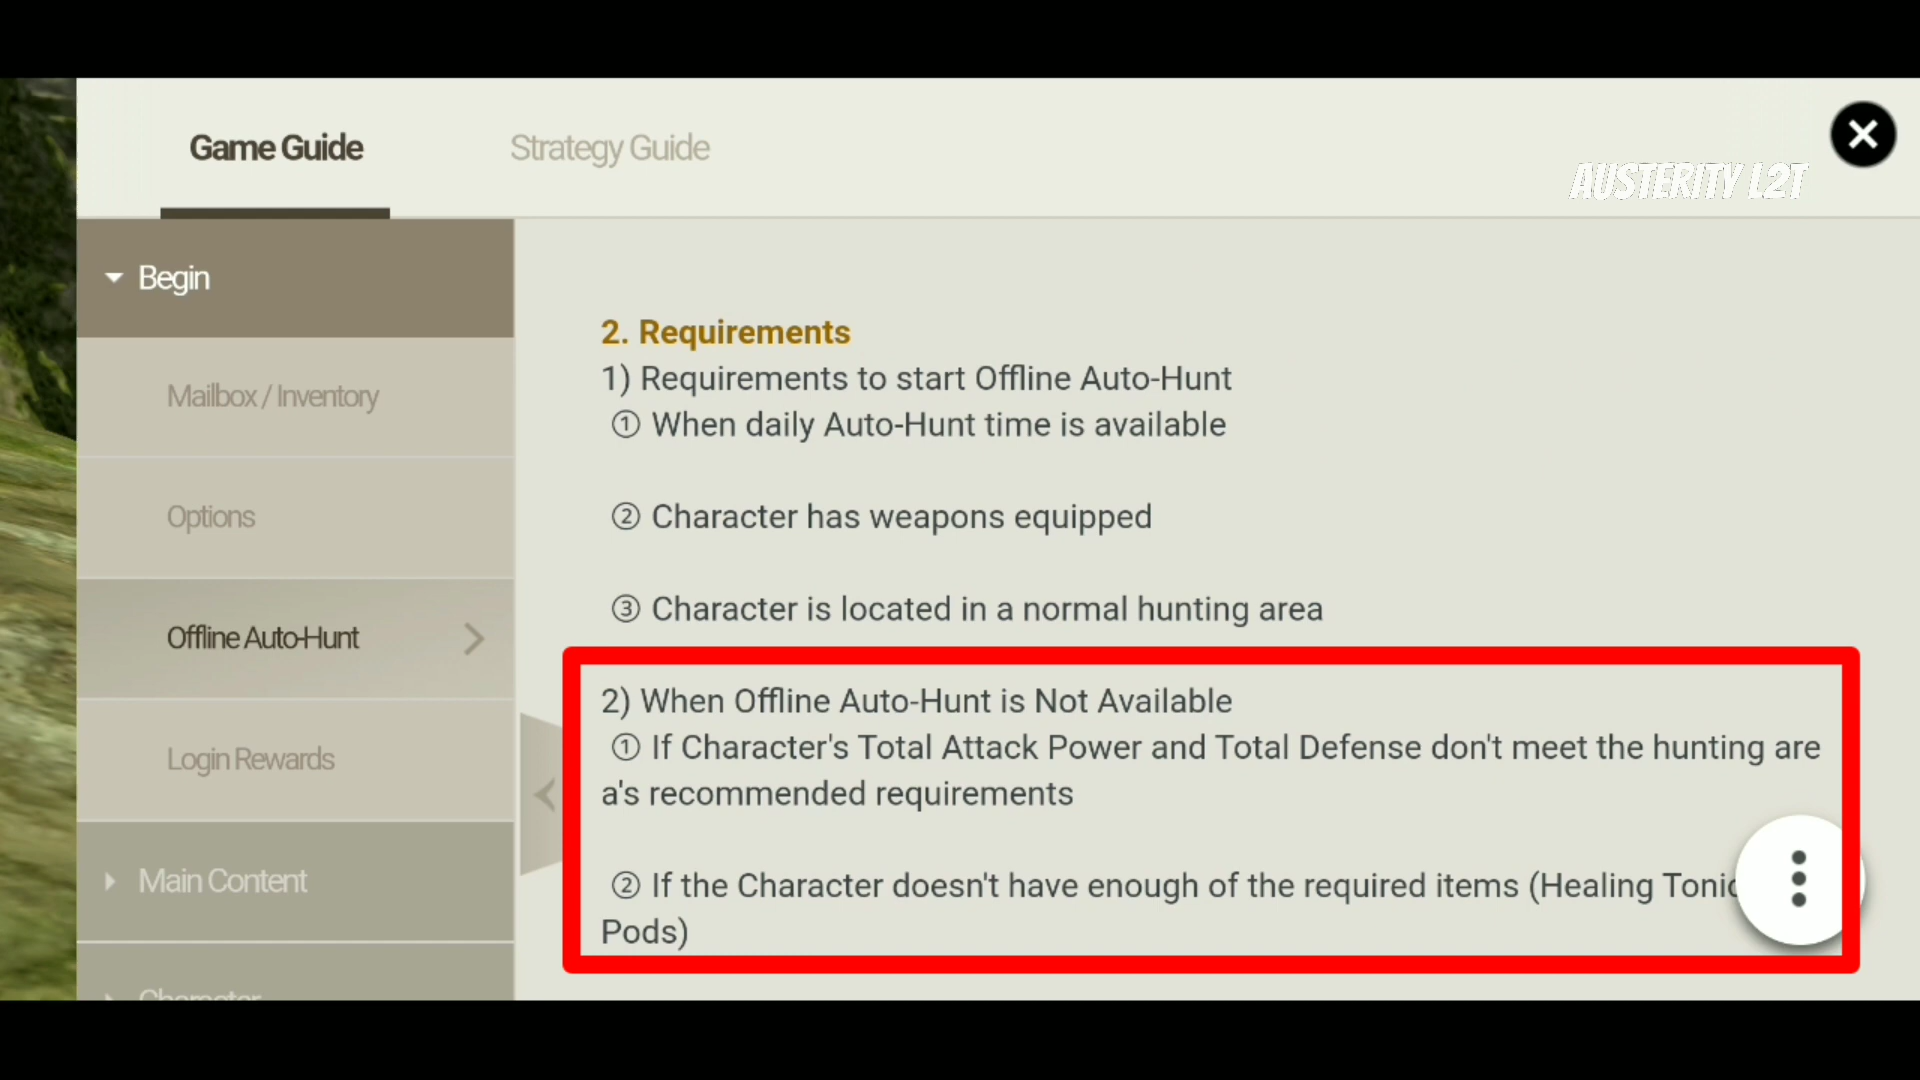 Game Guide
Strategy Guide
AUSTERITY L2T
Begin
Mailbox / Inventory
Options
Offline Auto-Hunt
Login Rewards
Main Content
Character
2. Requirements
1) Requirements to start Offline Auto-Hunt
① When daily Auto-Hunt time is available
② Character has weapons equipped
③ Character is located in a normal hunting area
2) When Offline Auto-Hunt is Not Available
① If Character's Total Attack Power and Total Defense don't meet the hunting are
a's recommended requirements
② If the Character doesn't have enough of the required items (Healing Tonic
Pods)